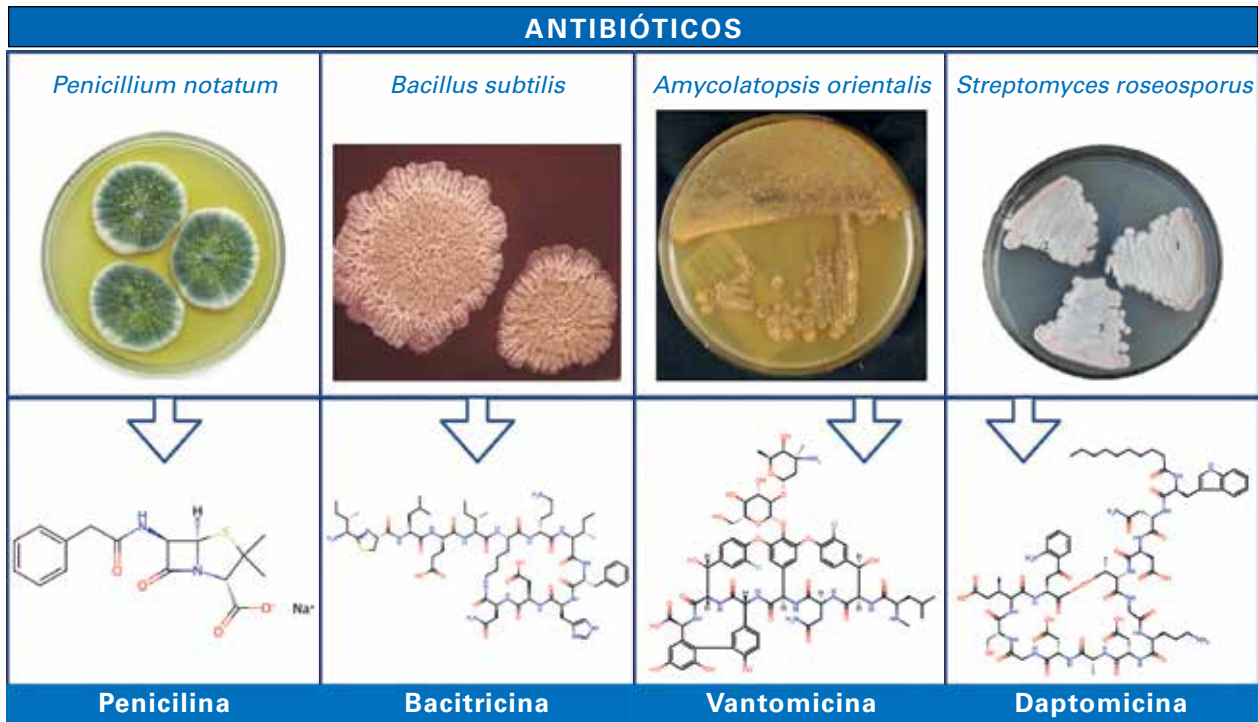 ANTIBIÓTICOS
Penicillium notatum
Bacillus subtilis
Amycolatopsis orientalis
Streptomyces roseosporus
Na+
Penicilina
Bacitricina
Vantomicina
Daptomicina